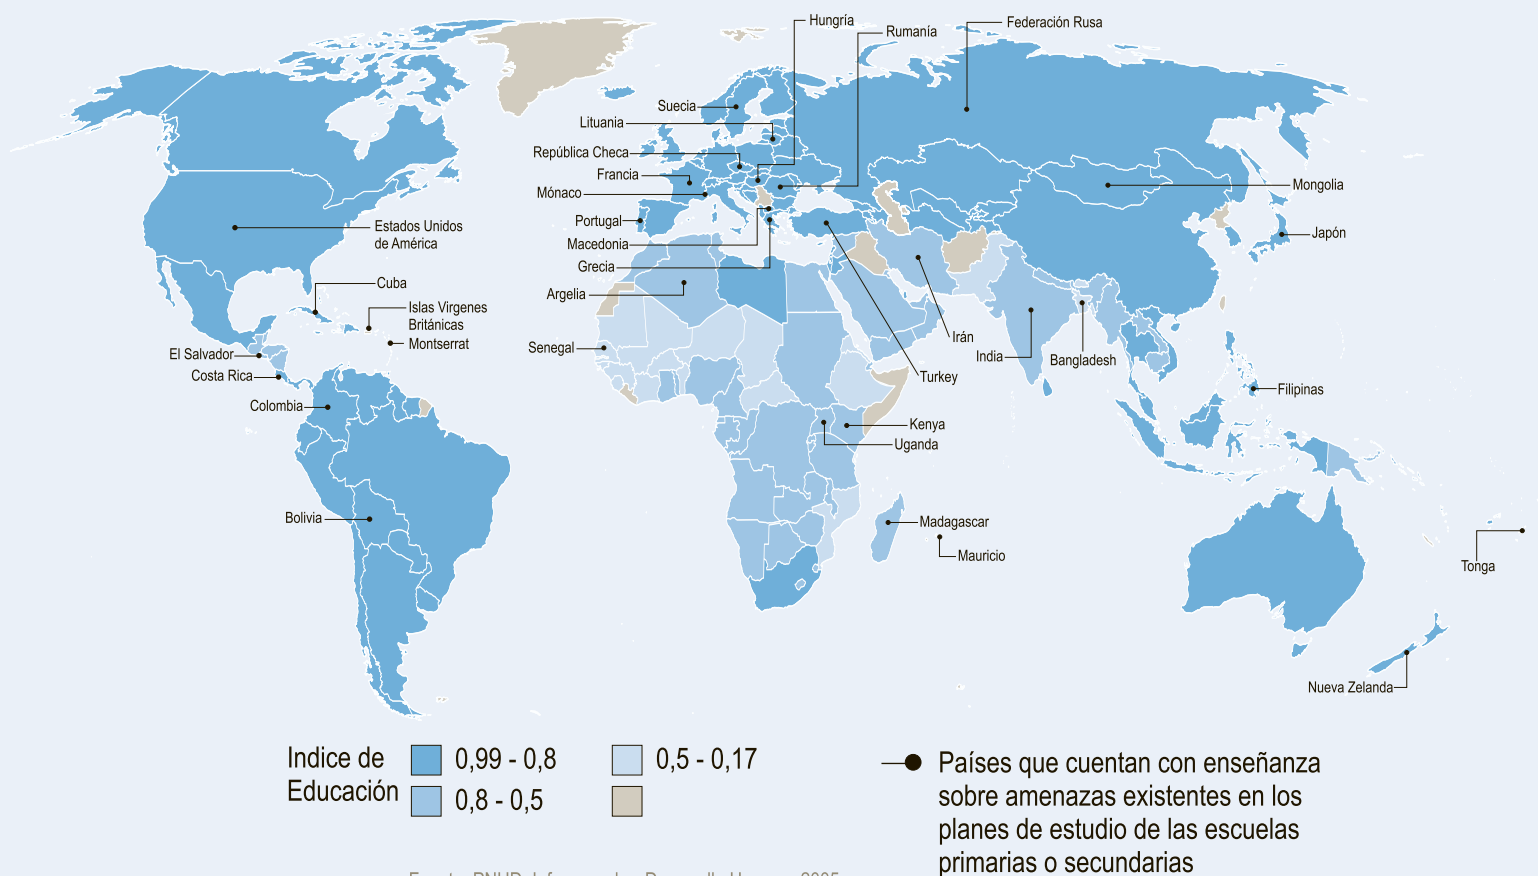 Hungría
Federación Rusa
Rumanía
Suecia
Lituania
República Checa
Francia
Mónaco
Portugal
Macedonia
Grecia
Argelia
Senegal
Mongolia
Japón
Estados Unidos
de América
Cuba
Islas Virgenes
Británicas
Montserrat
El Salvador
Costa Rica
Colombia
Bolivia
Irán
India
Bangladesh
Turkey
Filipinas
Kenya
Uganda
Madagascar
Mauricio
Tonga
Nueva Zelanda
Indice de
Educación
0,99 - 0,8
0,8 - 0,5
0,5 - 0,17
Países que cuentan con enseñanza
sobre amenazas existentes en los
planes de estudio de las escuelas
primarias o secundarias